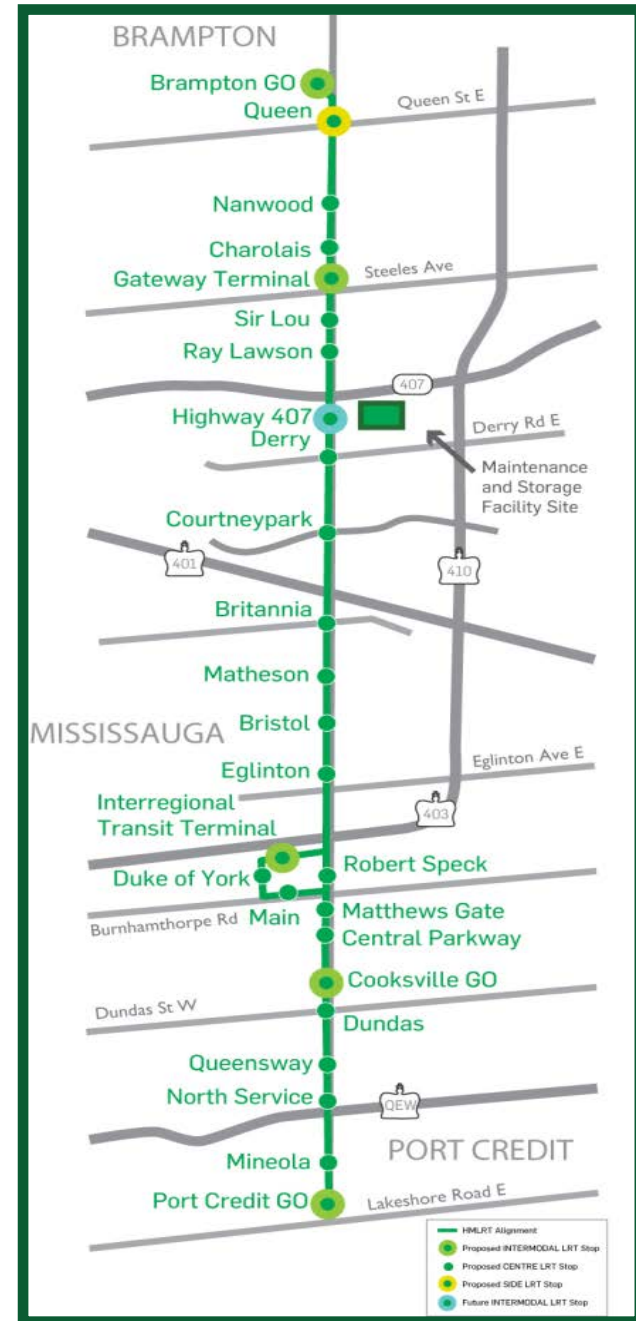 BRAMPTON
Brampton GO
Queen
Queen St E
Nanwood
Charolais
Gateway Terminal
Steeles Ave
Sir Lou
Ray Lawson
407
Highway 407
Derry
Derry Rd E
Maintenance
and Storage
Facility Site
Courtneypark
401
410
Britannia
Matheson
MISSISSAUGA
Bristol
Eglinton
Eglinton Ave E
403
Interregional
Transit Terminal
Duke of York
Robert Speck
Main
Burnhamthorpe Rd
Matthews Gate
Central Parkway
Cooksville GO
Dundas St W
Dundas
Queensway
North Service
QEW
PORT CREDIT
Mineola
Port Credit GO
Lakeshore Road E
HMLRT Alignment
Proposed INTERMODAL LRT Stop
Proposed CENTRE LRT Stop
Proposed SIDE LRT Stop
Future INTERMODAL LRT Stop